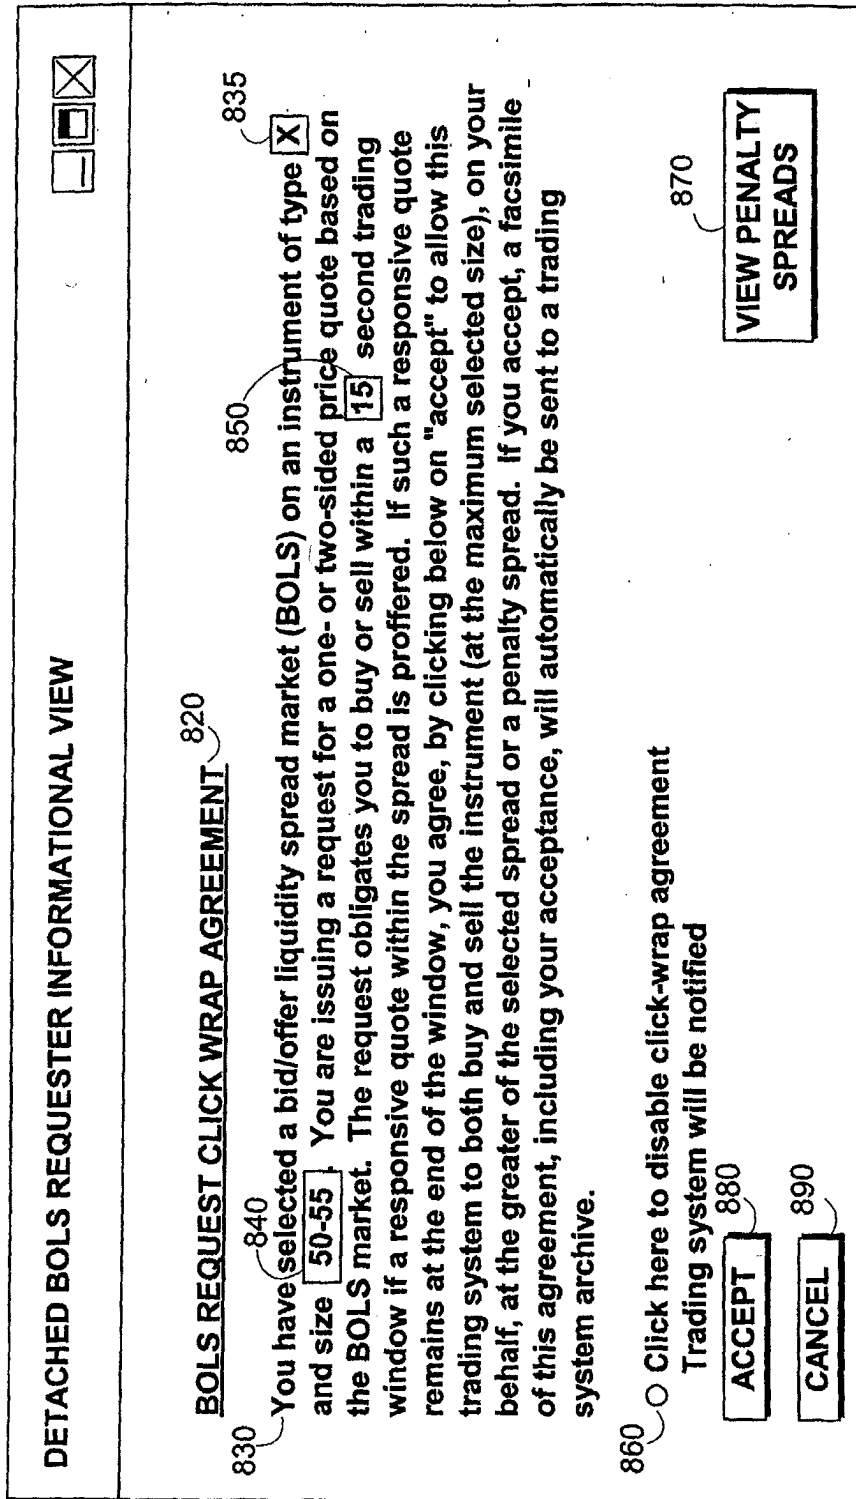 DETACHED BOLS REQUESTER INFORMATIONAL VIEW
BOLS REQUEST CLICK WRAP AGREEMENT
820
830
You have selected a bid/offer liquidity spread market (BOLS) on an instrument of type X
835
840
850
and size 50-55 . You are issuing a request for a one- or two-sided price quote based on
the BOLS market. The request obligates you to buy or sell within a 15 second trading
window if a responsive quote within the spread is proffered. If such a responsive quote
remains at the end of the window, you agree, by clicking below on "accept" to allow this
trading system to both buy and sell the instrument (at the maximum selected size), on your
behalf, at the greater of the selected spread or a penalty spread. If you accept, a facsimile
of this agreement, including your acceptance, will automatically be sent to a trading
system archive.
860
Click here to disable click-wrap agreement
Trading system will be notified
ACCEPT
880
CANCEL
890
870
VIEW PENALTY
SPREADS